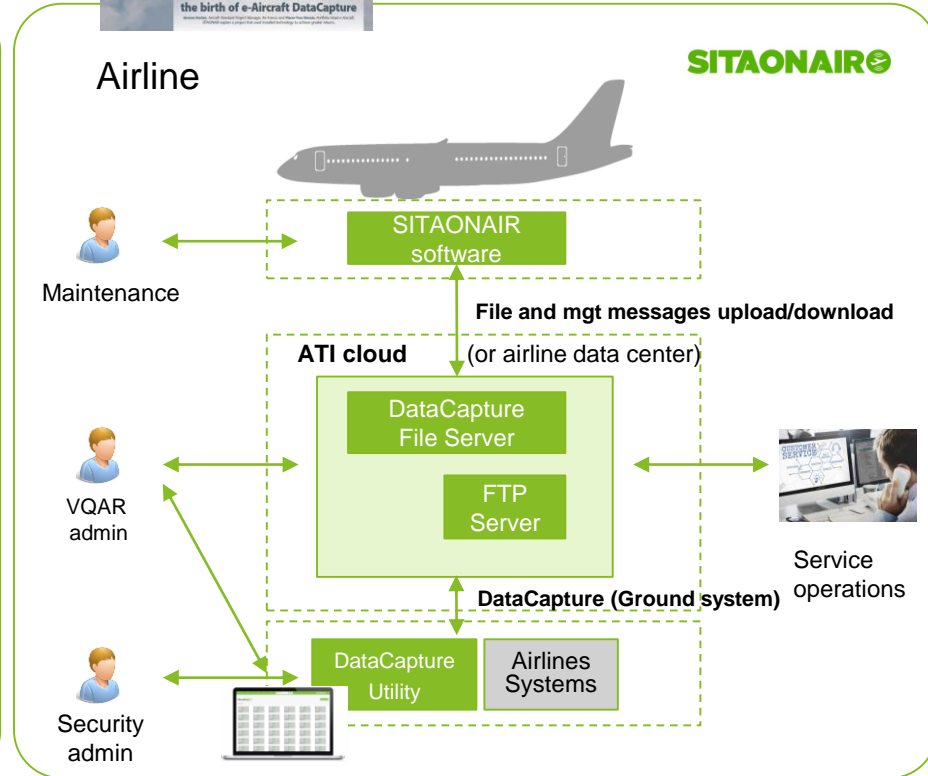 the birth of e-Aircraft DataCapture
Airline
SITAONAIR
SITAONAIR
software
Maintenance
File and mgt messages upload/download
ATI cloud (or airline data center)
DataCapture
File Server
FTP
Server
VQAR
admin
CUSTOMER
SERVICE
Service
operations
DataCapture (Ground system)
DataCapture
Utility
Airlines
Systems
Security
admin